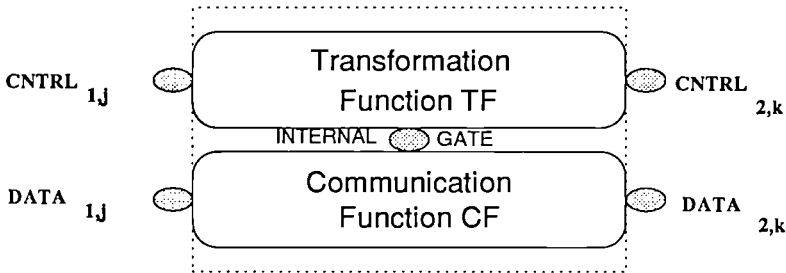 Transformation
Function TF
CNTRL 1,j
CNTRL 2,k
INTERNAL GATE
Communication
Function CF
DATA 1,j
DATA 2,k